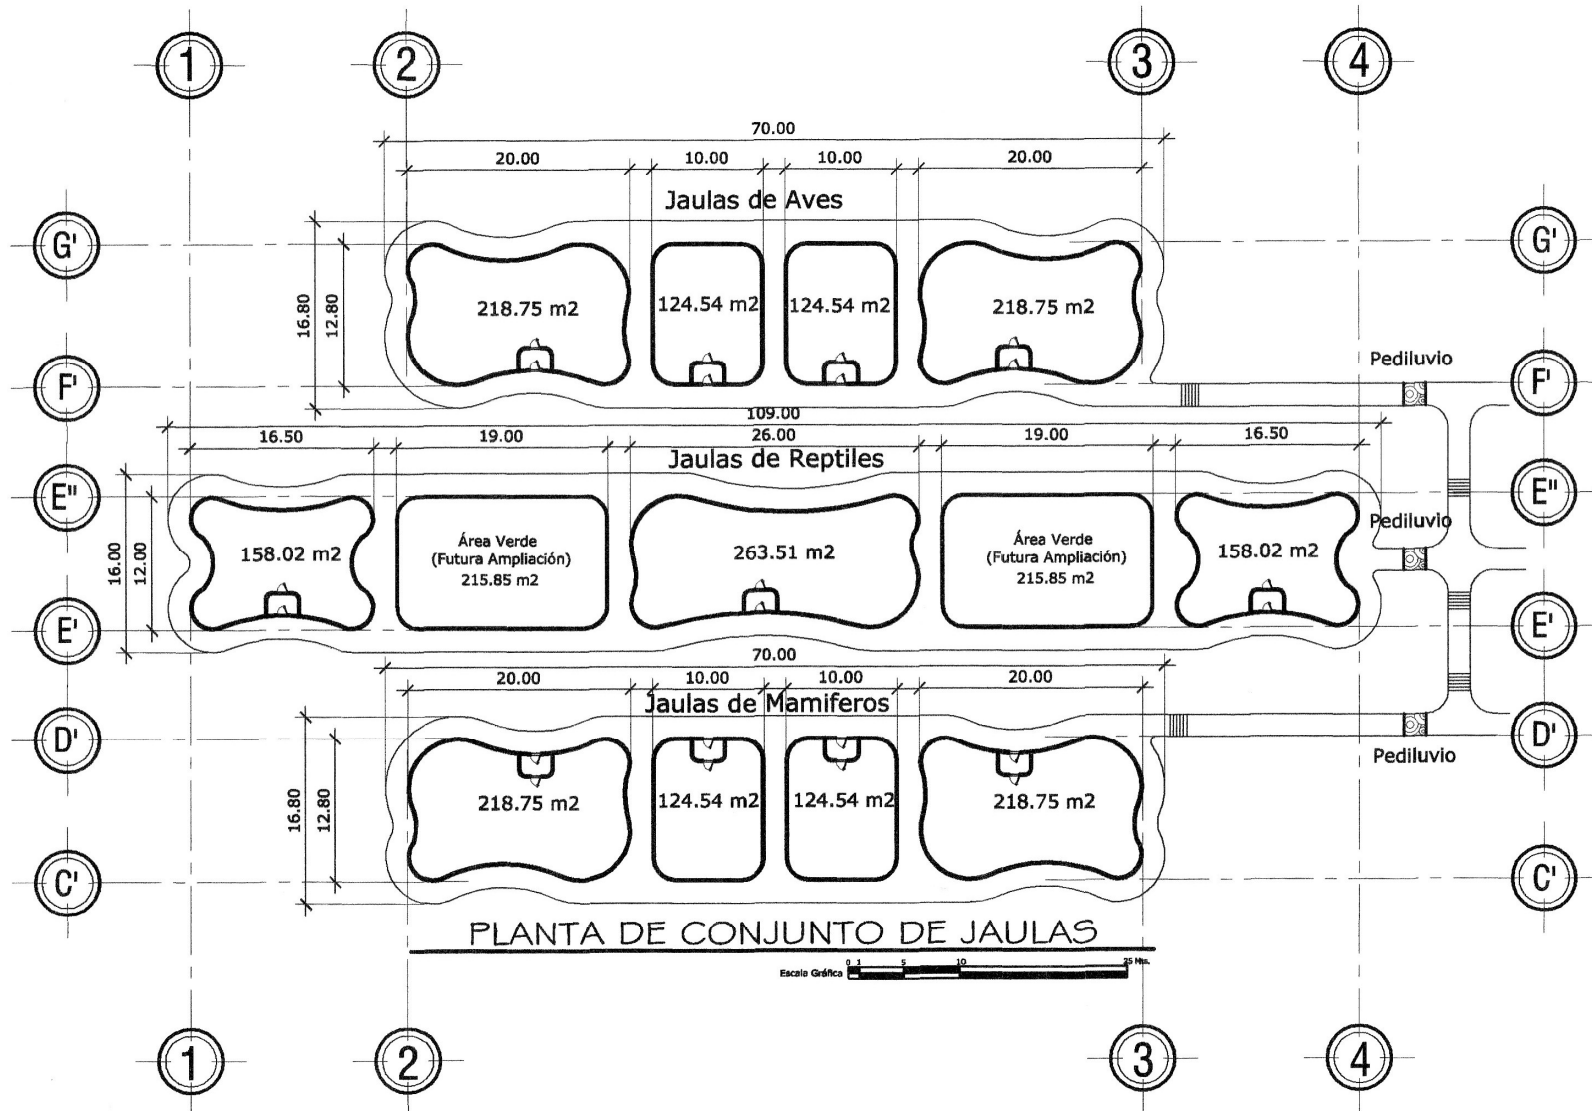 1
2
3
4
70.00
20.00
10.00
10.00
20.00
Jaulas de Aves
G'
G'
16.80
12.80
218.75 m2
124.54 m2
124.54 m2
218.75 m2
Pediluvio
F'
F'
109.00
16.50
19.00
26.00
19.00
16.50
Jaulas de Reptiles
E''
E''
Pediluvio
16.00
12.00
158.02 m2
Área Verde
(Futura Ampliación)
215.85 m2
263.51 m2
Área Verde
(Futura Ampliación)
215.85 m2
158.02 m2
E'
E'
70.00
20.00
10.00
10.00
20.00
Jaulas de Mamiferos
D'
D'
Pediluvio
16.80
12.80
218.75 m2
124.54 m2
124.54 m2
218.75 m2
C'
C'
PLANTA DE CONJUNTO DE JAULAS
Escala Gráfica
0 1 5 10 25 Mts.
1
2
3
4